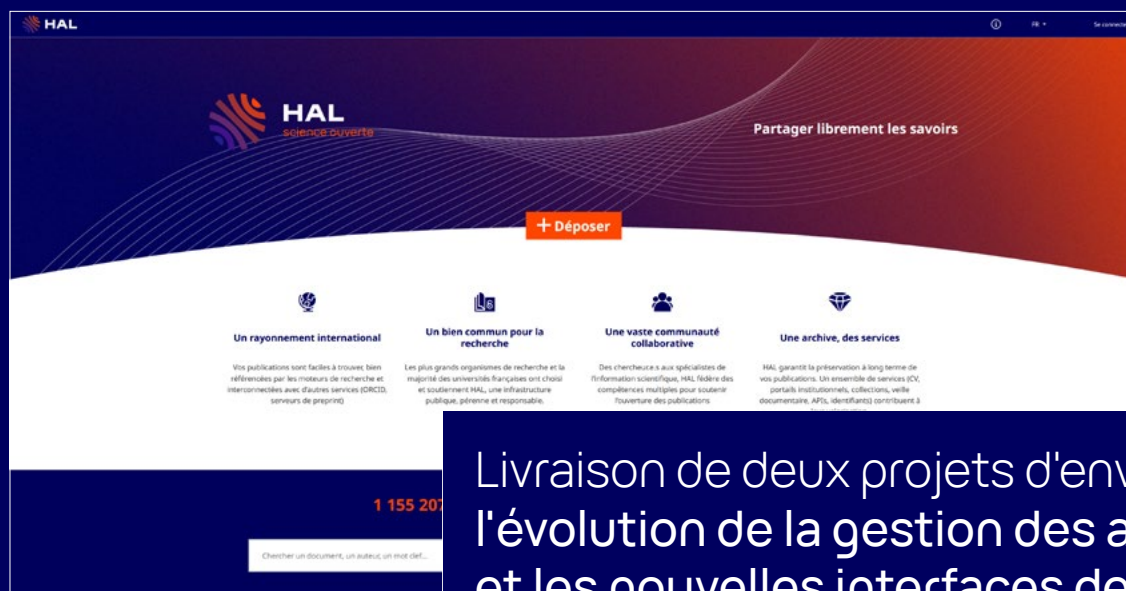 HAL
FR
Se connecte
HAL
science ouverte
Partager librement les savoirs
+ Déposer
Un rayonnement international
Vos publications sont faciles à trouver, bien
référencées par les moteurs de recherche et
interconnectées avec d'autres services (ORCID,
serveurs de preprint)
Un bien commun pour la
recherche
Les plus grands organismes de recherche et la
majorité des universités françaises ont choisi
et soutiennent HAL, une infrastructure
publique, pérenne et responsable.
Une vaste communauté
collaborative
Des chercheur.e.s aux spécialistes de
l'information scientifique, HAL fédère des
compétences multiples pour soutenir
l'ouverture des publications
Une archive, des services
HAL garantit la préservation à long terme de
vos publications. Un ensemble de services (CV,
portails institutionnels, collections, veille
documentaire, APIs, identifiants) contribuent à
1 155 207
Chercher un document, un auteur, un mot clef...
Livraison de deux projets d'env
l'évolution de la gestion des a
et les nouvelles interfaces de